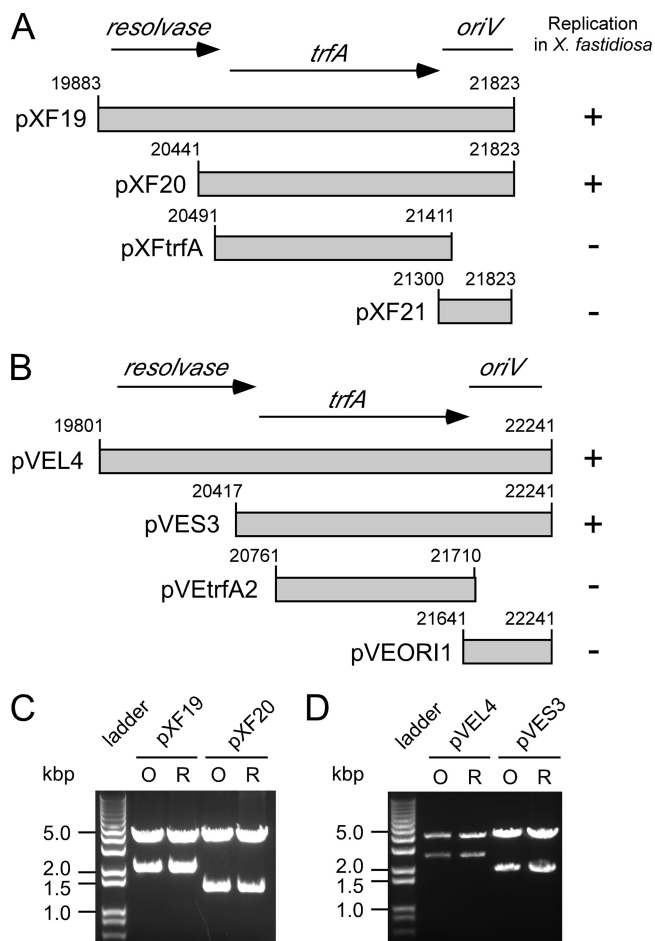 A
resolvase
trfA
oriV
Replication
in X. fastidiosa
19883 21823
pXF19 +
20441 21823
pXF20 +
20491 21411
pXFtrfA -
21300 21823
pXF21 -
B
resolvase
trfA
oriV
19801 22241
pVEL4 +
20417 22241
pVES3 +
20761 21710
pVEtrfA2 -
21641 22241
pVEORI1 -
C
ladder pXF19 pXF20
kbp O R O R
5.0
2.0
1.5
1.0
D
ladder pVEL4 pVES3
kbp O R O R
5.0
2.0
1.5
1.0